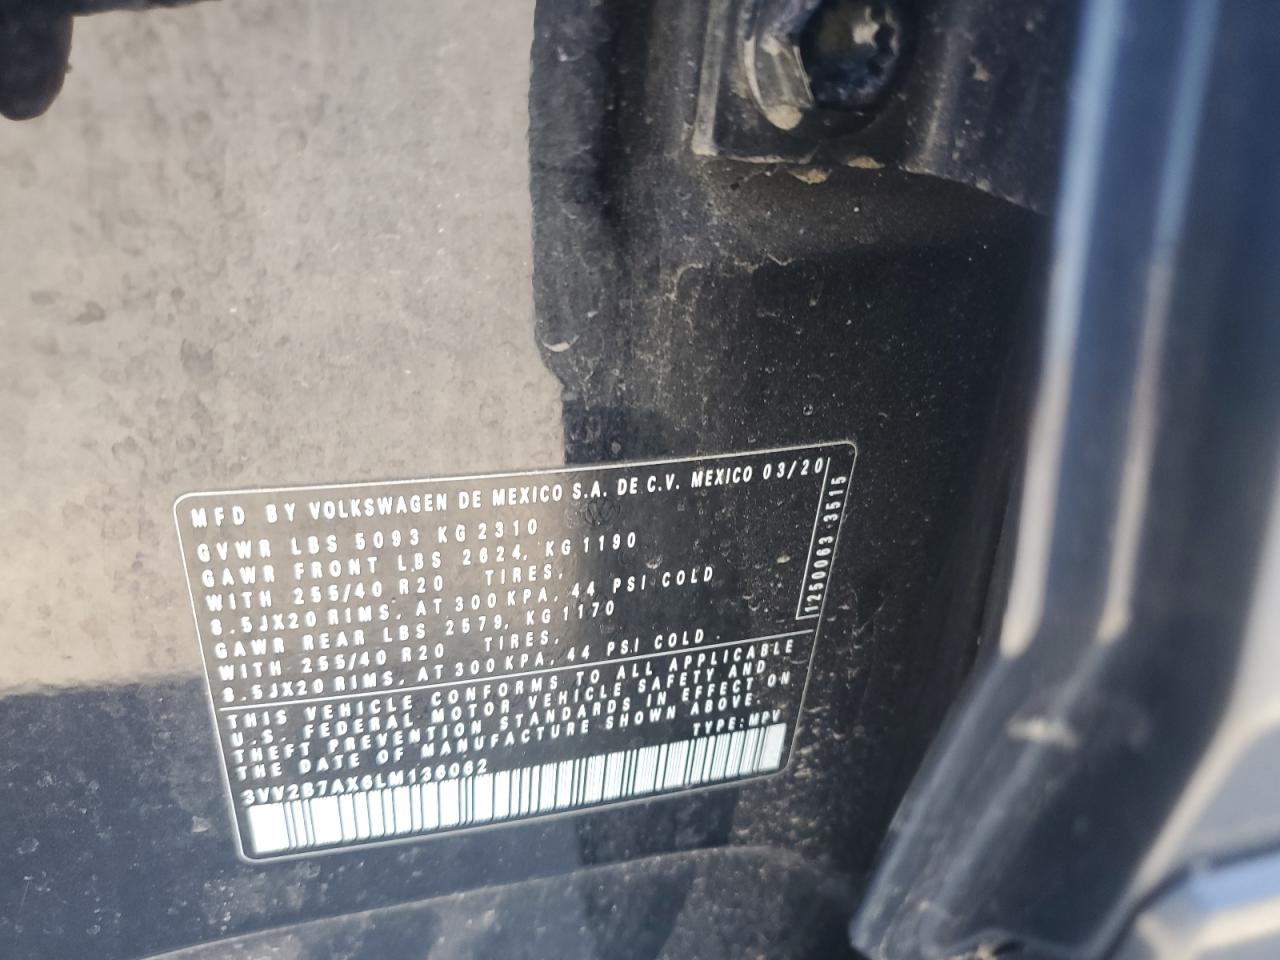 MFD BY VOLKSWAGEN DE MEXICO S.A. DE C.V. MEXICO 03/20
GVWR LBS 5093 KG 2310
GAWR FRONT LBS 2624, KG 1190
WITH 255/40 R20 TIRES,
8.5JX20 RIMS, AT 300 KPA, 44 PSI COLD
GAWR REAR LBS 2579, KG 1170
WITH 255/40 R20 TIRES,
8.5JX20 RIMS, AT 300 KPA, 44 PSI COLD.
THIS VEHICLE CONFORMS TO ALL APPLICABLE
U.S. FEDERAL MOTOR VEHICLE SAFETY AND
THEFT PREVENTION STANDARDS IN EFFECT ON
THE DATE OF MANUFACTURE SHOWN ABOVE.
TYPE: MPV
3VV2B7AX6LM136062
1250063 3515